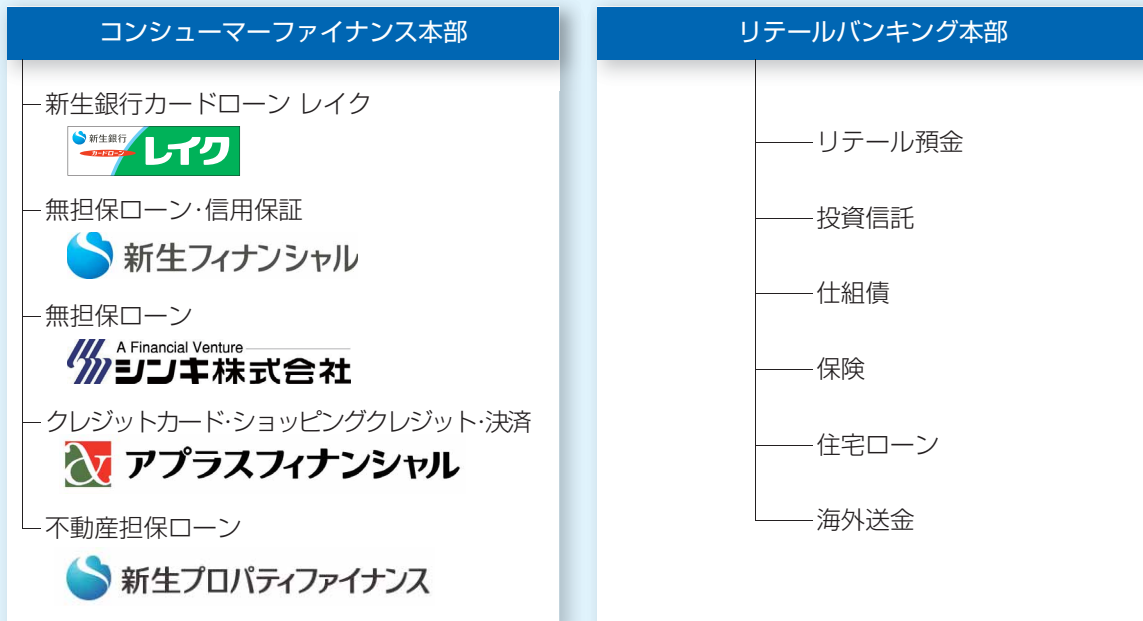 コンシューマーファイナンス本部
新生銀行カードローン レイク
新生銀行
カードローン
レイク
無担保ローン･信用保証
新生フィナンシャル
無担保ローン
A Financial Venture
シンキ株式会社
クレジットカード･ショッピングクレジット･決済
アプラスフィナンシャル
不動産担保ローン
新生プロパティファイナンス
リテールバンキング本部
リテール預金
投資信託
仕組債
保険
住宅ローン
海外送金